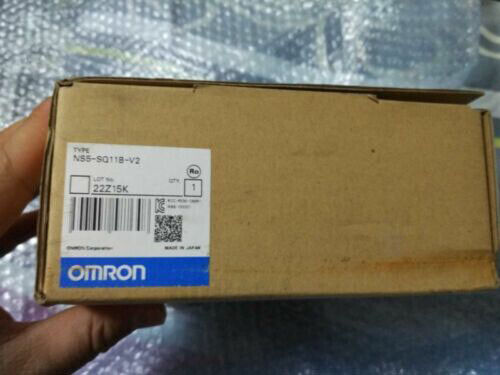 TYPE
NS5-SQ11B-V2
Ro
LOT No.
QTY.
22Z15K
1
OMRON Corporation
MADE IN JAPAN
OMRON